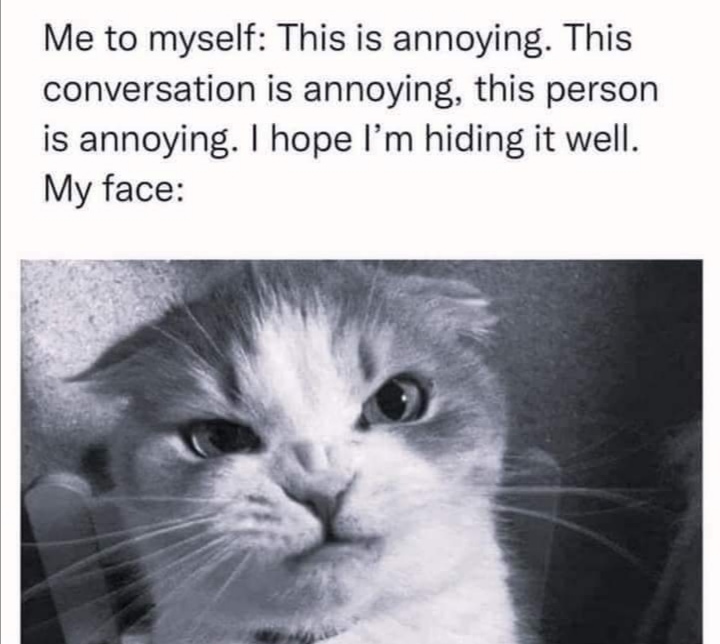 Me to myself: This is annoying. This
conversation is annoying, this person
is annoying. I hope I’m hiding it well.
My face: